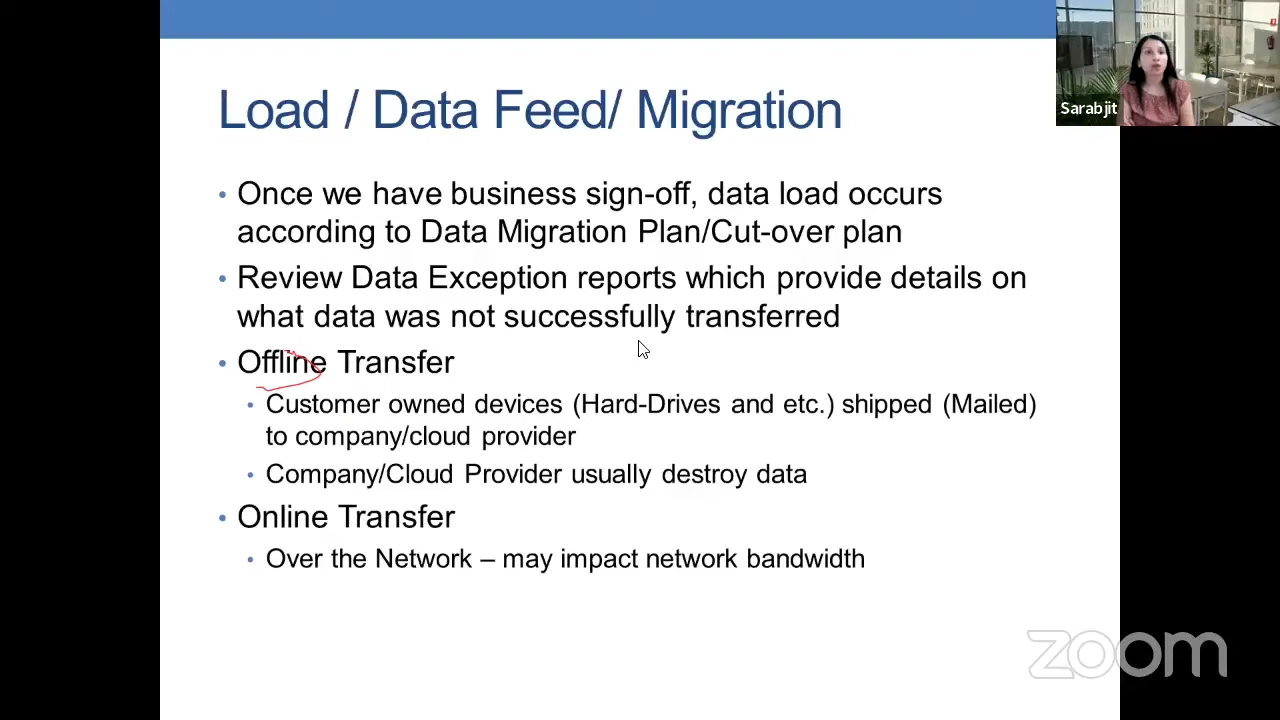 Load / Data Feed/ Migration
Sarabjit
• Once we have business sign-off, data load occurs
according to Data Migration Plan/Cut-over plan
• Review Data Exception reports which provide details on
what data was not successfully transferred
• Offline Transfer
• Customer owned devices (Hard-Drives and etc.) shipped (Mailed)
to company/cloud provider
• Company/Cloud Provider usually destroy data
• Online Transfer
• Over the Network – may impact network bandwidth
zoom